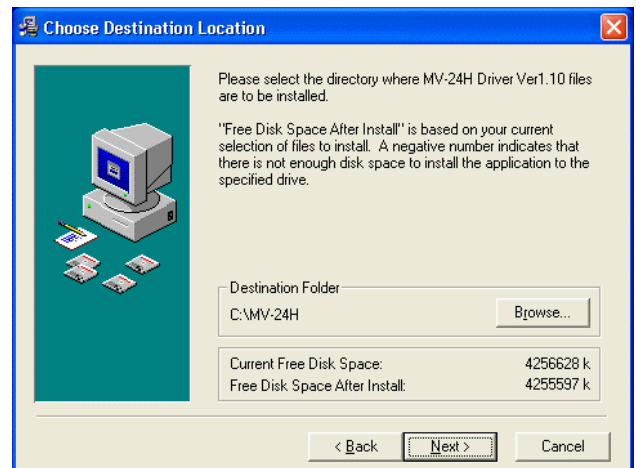 Choose Destination Location
Please select the directory where MV-24H Driver Ver1.10 files
are to be installed.
"Free Disk Space After Install" is based on your current
selection of files to install. A negative number indicates that
there is not enough disk space to install the application to the
specified drive.
Destination Folder
C:\MV-24H
Browse...
Current Free Disk Space: 4256628 k
Free Disk Space After Install: 4255597 k
< Back Next > Cancel